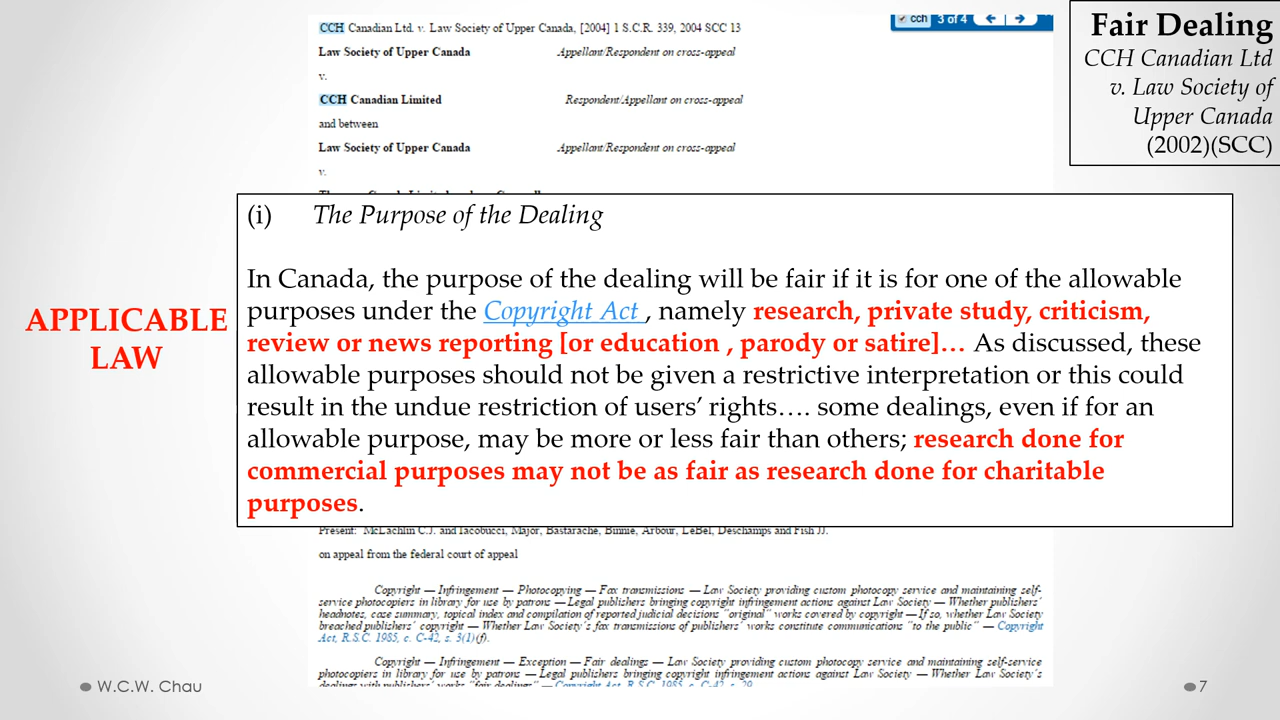 CCH Canadian Ltd. v. Law Society of Upper Canada, [2004] 1 S.C.R. 339, 2004 SCC 13
cch 3 of 4
Fair Dealing
CCH Canadian Ltd
v. Law Society of
Upper Canada
(2002)(SCC)
Law Society of Upper Canada Appellant/Respondent on cross-appeal
v.
CCH Canadian Limited Respondent/Appellant on cross-appeal
and between
Law Society of Upper Canada Appellant/Respondent on cross-appeal
v.
APPLICABLE
LAW
(i) The Purpose of the Dealing
In Canada, the purpose of the dealing will be fair if it is for one of the allowable
purposes under the Copyright Act , namely research, private study, criticism,
review or news reporting [or education , parody or satire]… As discussed, these
allowable purposes should not be given a restrictive interpretation or this could
result in the undue restriction of users’ rights…. some dealings, even if for an
allowable purpose, may be more or less fair than others; research done for
commercial purposes may not be as fair as research done for charitable
purposes.
Present: McLachlin C.J. and Iacobucci, Major, Bastarache, Binnie, Arbour, LeBel, Deschamps and Fish JJ.
on appeal from the federal court of appeal
Copyright — Infringement — Photocopying — Fax transmissions — Law Society providing custom photocopy service and maintaining self-
service photocopiers in library for use by patrons — Legal publishers bringing copyright infringement actions against Law Society — Whether publishers’
headnotes, case summary, topical index and compilation of reported judicial decisions "original" works covered by copyright — If so, whether Law Society
breached publishers’ copyright — Whether Law Society's fax transmissions of publishers’ works constitute communications "to the public" — Copyright
Act, R.S.C. 1985, c. C-42, s. 3(1)(f).
Copyright — Infringement — Exception — Fair dealings — Law Society providing custom photocopy service and maintaining self-service
photocopiers in library for use by patrons — Legal publishers bringing copyright infringement actions against Law Society — Whether Law Society's
dealings with publishers’ works "fair dealings" — Copyright Act, R.S.C. 1985, c. C-42, s. 29
W.C.W. Chau
7